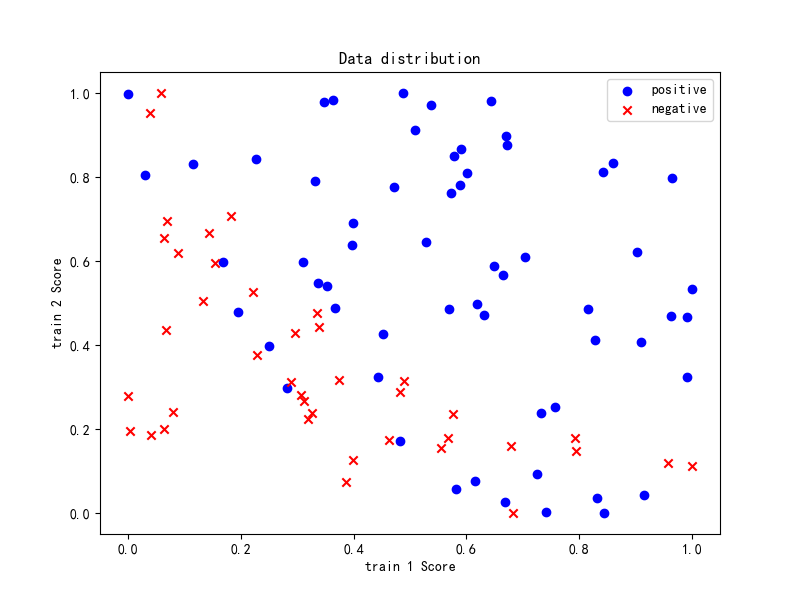 Data distribution
positive
negative
1.0
0.8
0.6
0.4
0.2
0.0
train 2 Score
0.0 0.2 0.4 0.6 0.8 1.0
train 1 Score